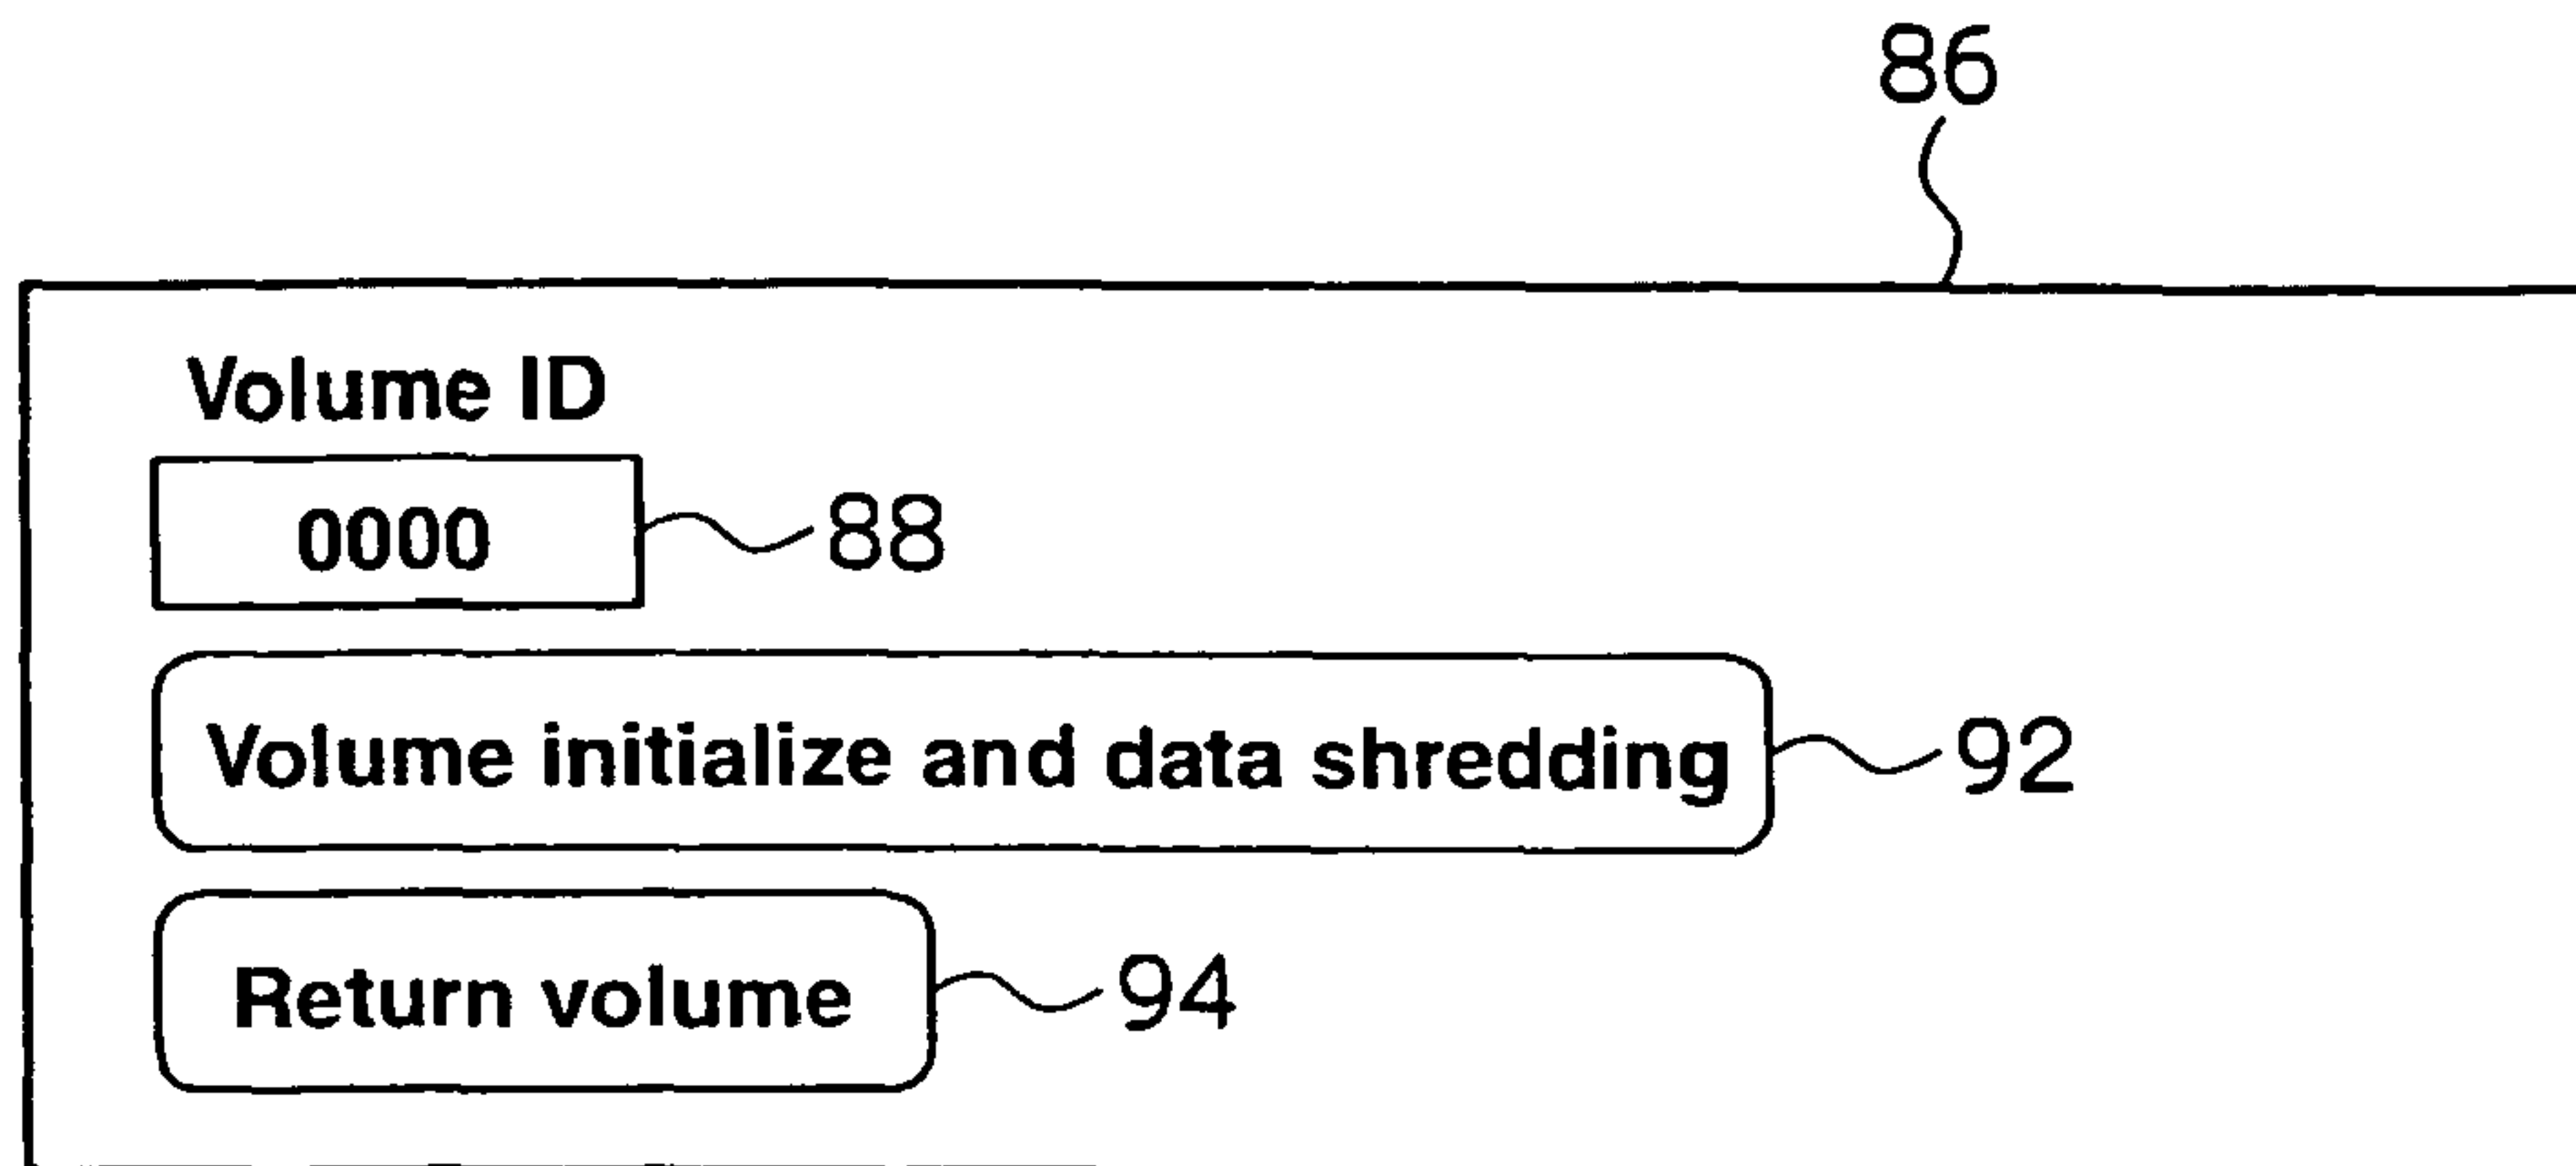 86
Volume ID
0000 88
Volume initialize and data shredding 92
Return volume 94